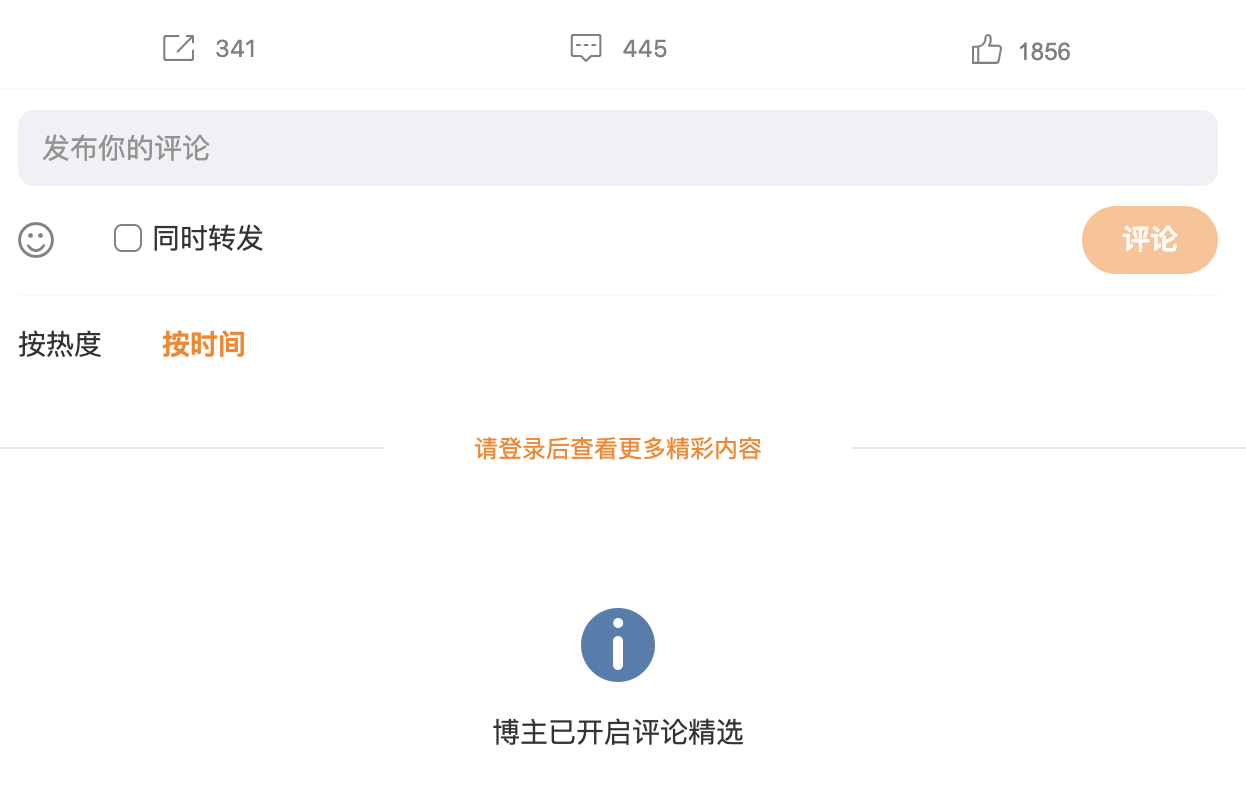 341 445 1856
发布你的评论
同时转发 评论
按热度 按时间
请登录后查看更多精彩内容
博主已开启评论精选